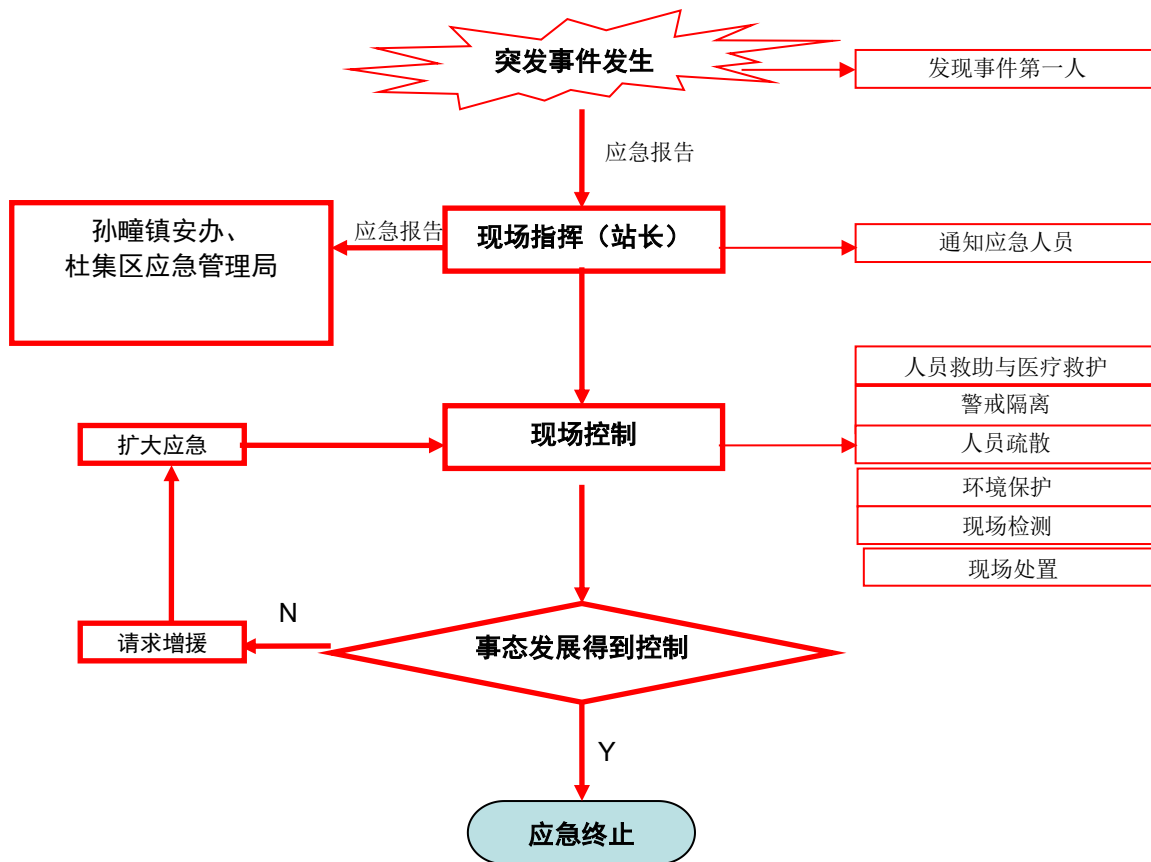 突发事件发生
发现事件第一人
应急报告
孙疃镇安办、
杜集区应急管理局
应急报告
现场指挥（站长）
通知应急人员
人员救助与医疗救护
警戒隔离
扩大应急
现场控制
人员疏散
环境保护
现场检测
现场处置
N
请求增援
事态发展得到控制
Y
应急终止